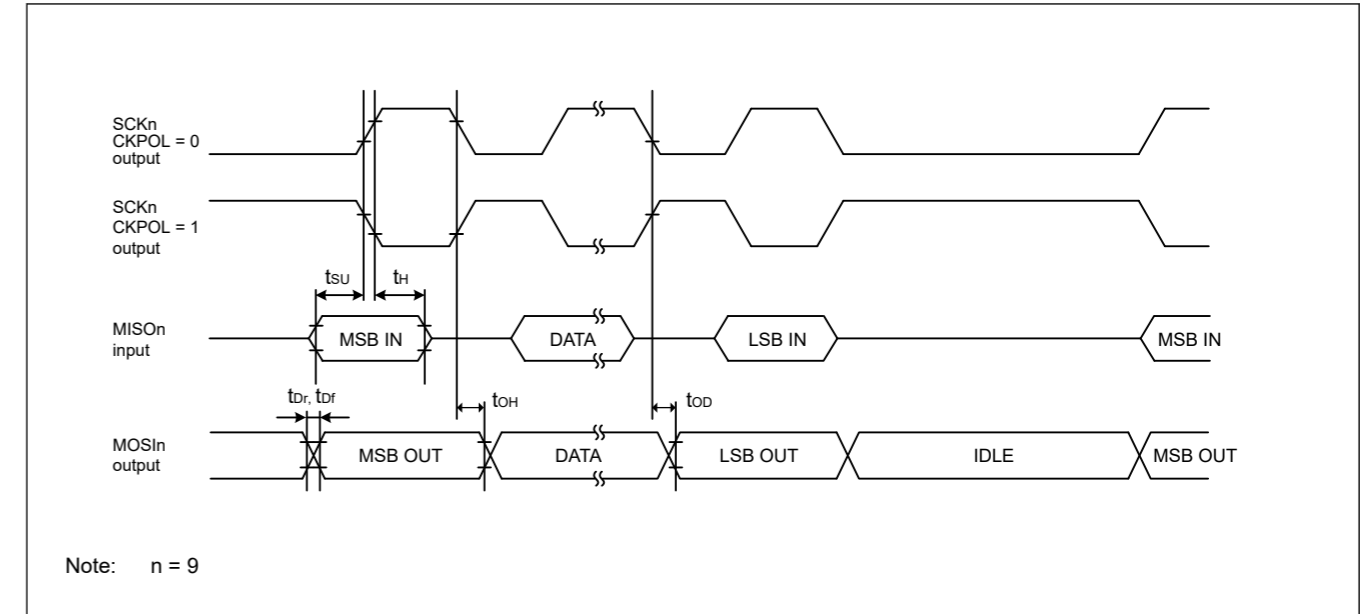 SCKn
CKPOL = 0
output
SCKn
CKPOL = 1
output
tSU
tH
MISOn
input
MSB IN
DATA
LSB IN
MSB IN
tDr, tDf
tOH
tOD
MOSIn
output
MSB OUT
DATA
LSB OUT
IDLE
MSB OUT
Note: n = 9